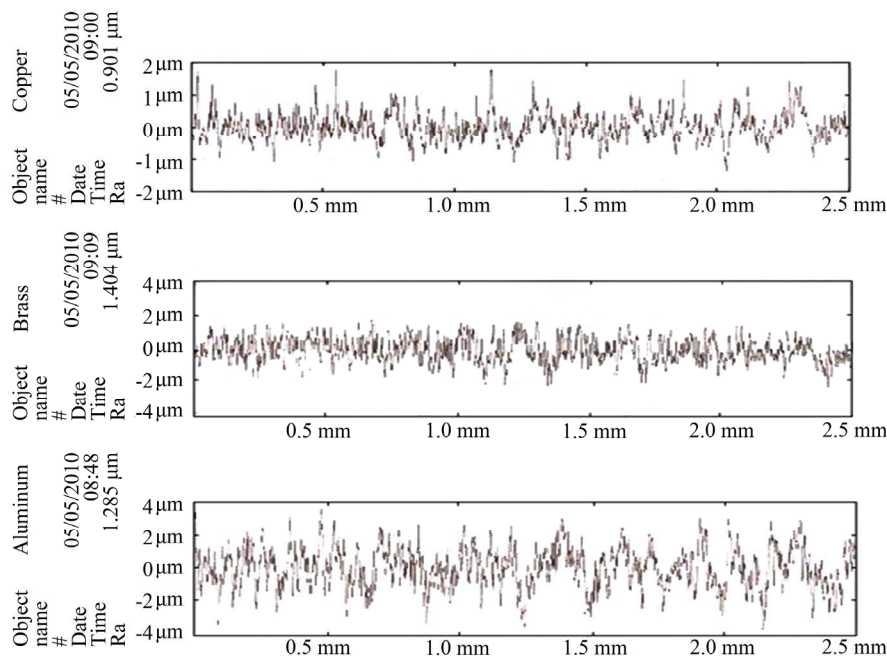 Object name Copper
#
Date 05/05/2010
Time 09:00
Ra 0.901 µm
2 µm
1 µm
0 µm
-1 µm
-2 µm
0.5 mm 1.0 mm 1.5 mm 2.0 mm 2.5 mm
Object name Brass
#
Date 05/05/2010
Time 09:09
Ra 1.404 µm
4 µm
2 µm
0 µm
-2 µm
-4 µm
0.5 mm 1.0 mm 1.5 mm 2.0 mm 2.5 mm
Object name Aluminum
#
Date 05/05/2010
Time 08:48
Ra 1.285 µm
4 µm
2 µm
0 µm
-2 µm
-4 µm
0.5 mm 1.0 mm 1.5 mm 2.0 mm 2.5 mm